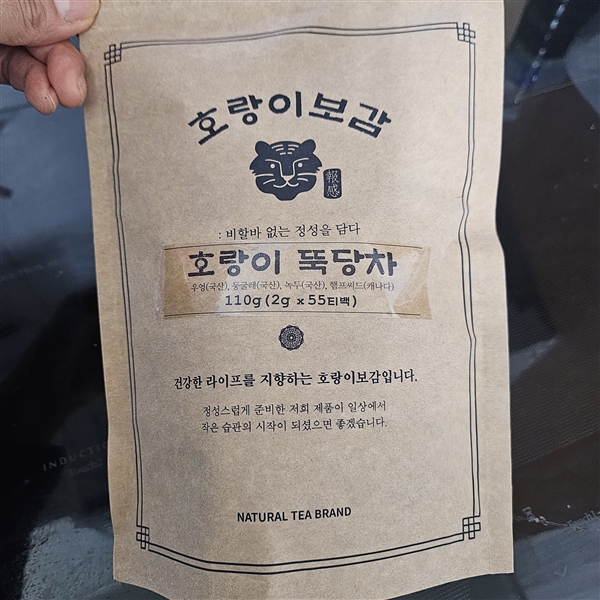 호랑이보감
報感
: 비할바 없는 정성을 담다
호랑이 뚝당차
우엉(국산), 둥굴레(국산), 녹두(국산), 햄프씨드(캐나다)
110g(2g x 55티백)
건강한 라이프를 지향하는 호랑이보감입니다.
정성스럽게 준비한 저희 제품이 일상에서
작은 습관의 시작이 되셨으면 좋겠습니다.
NATURAL TEA BRAND
INDUCTI